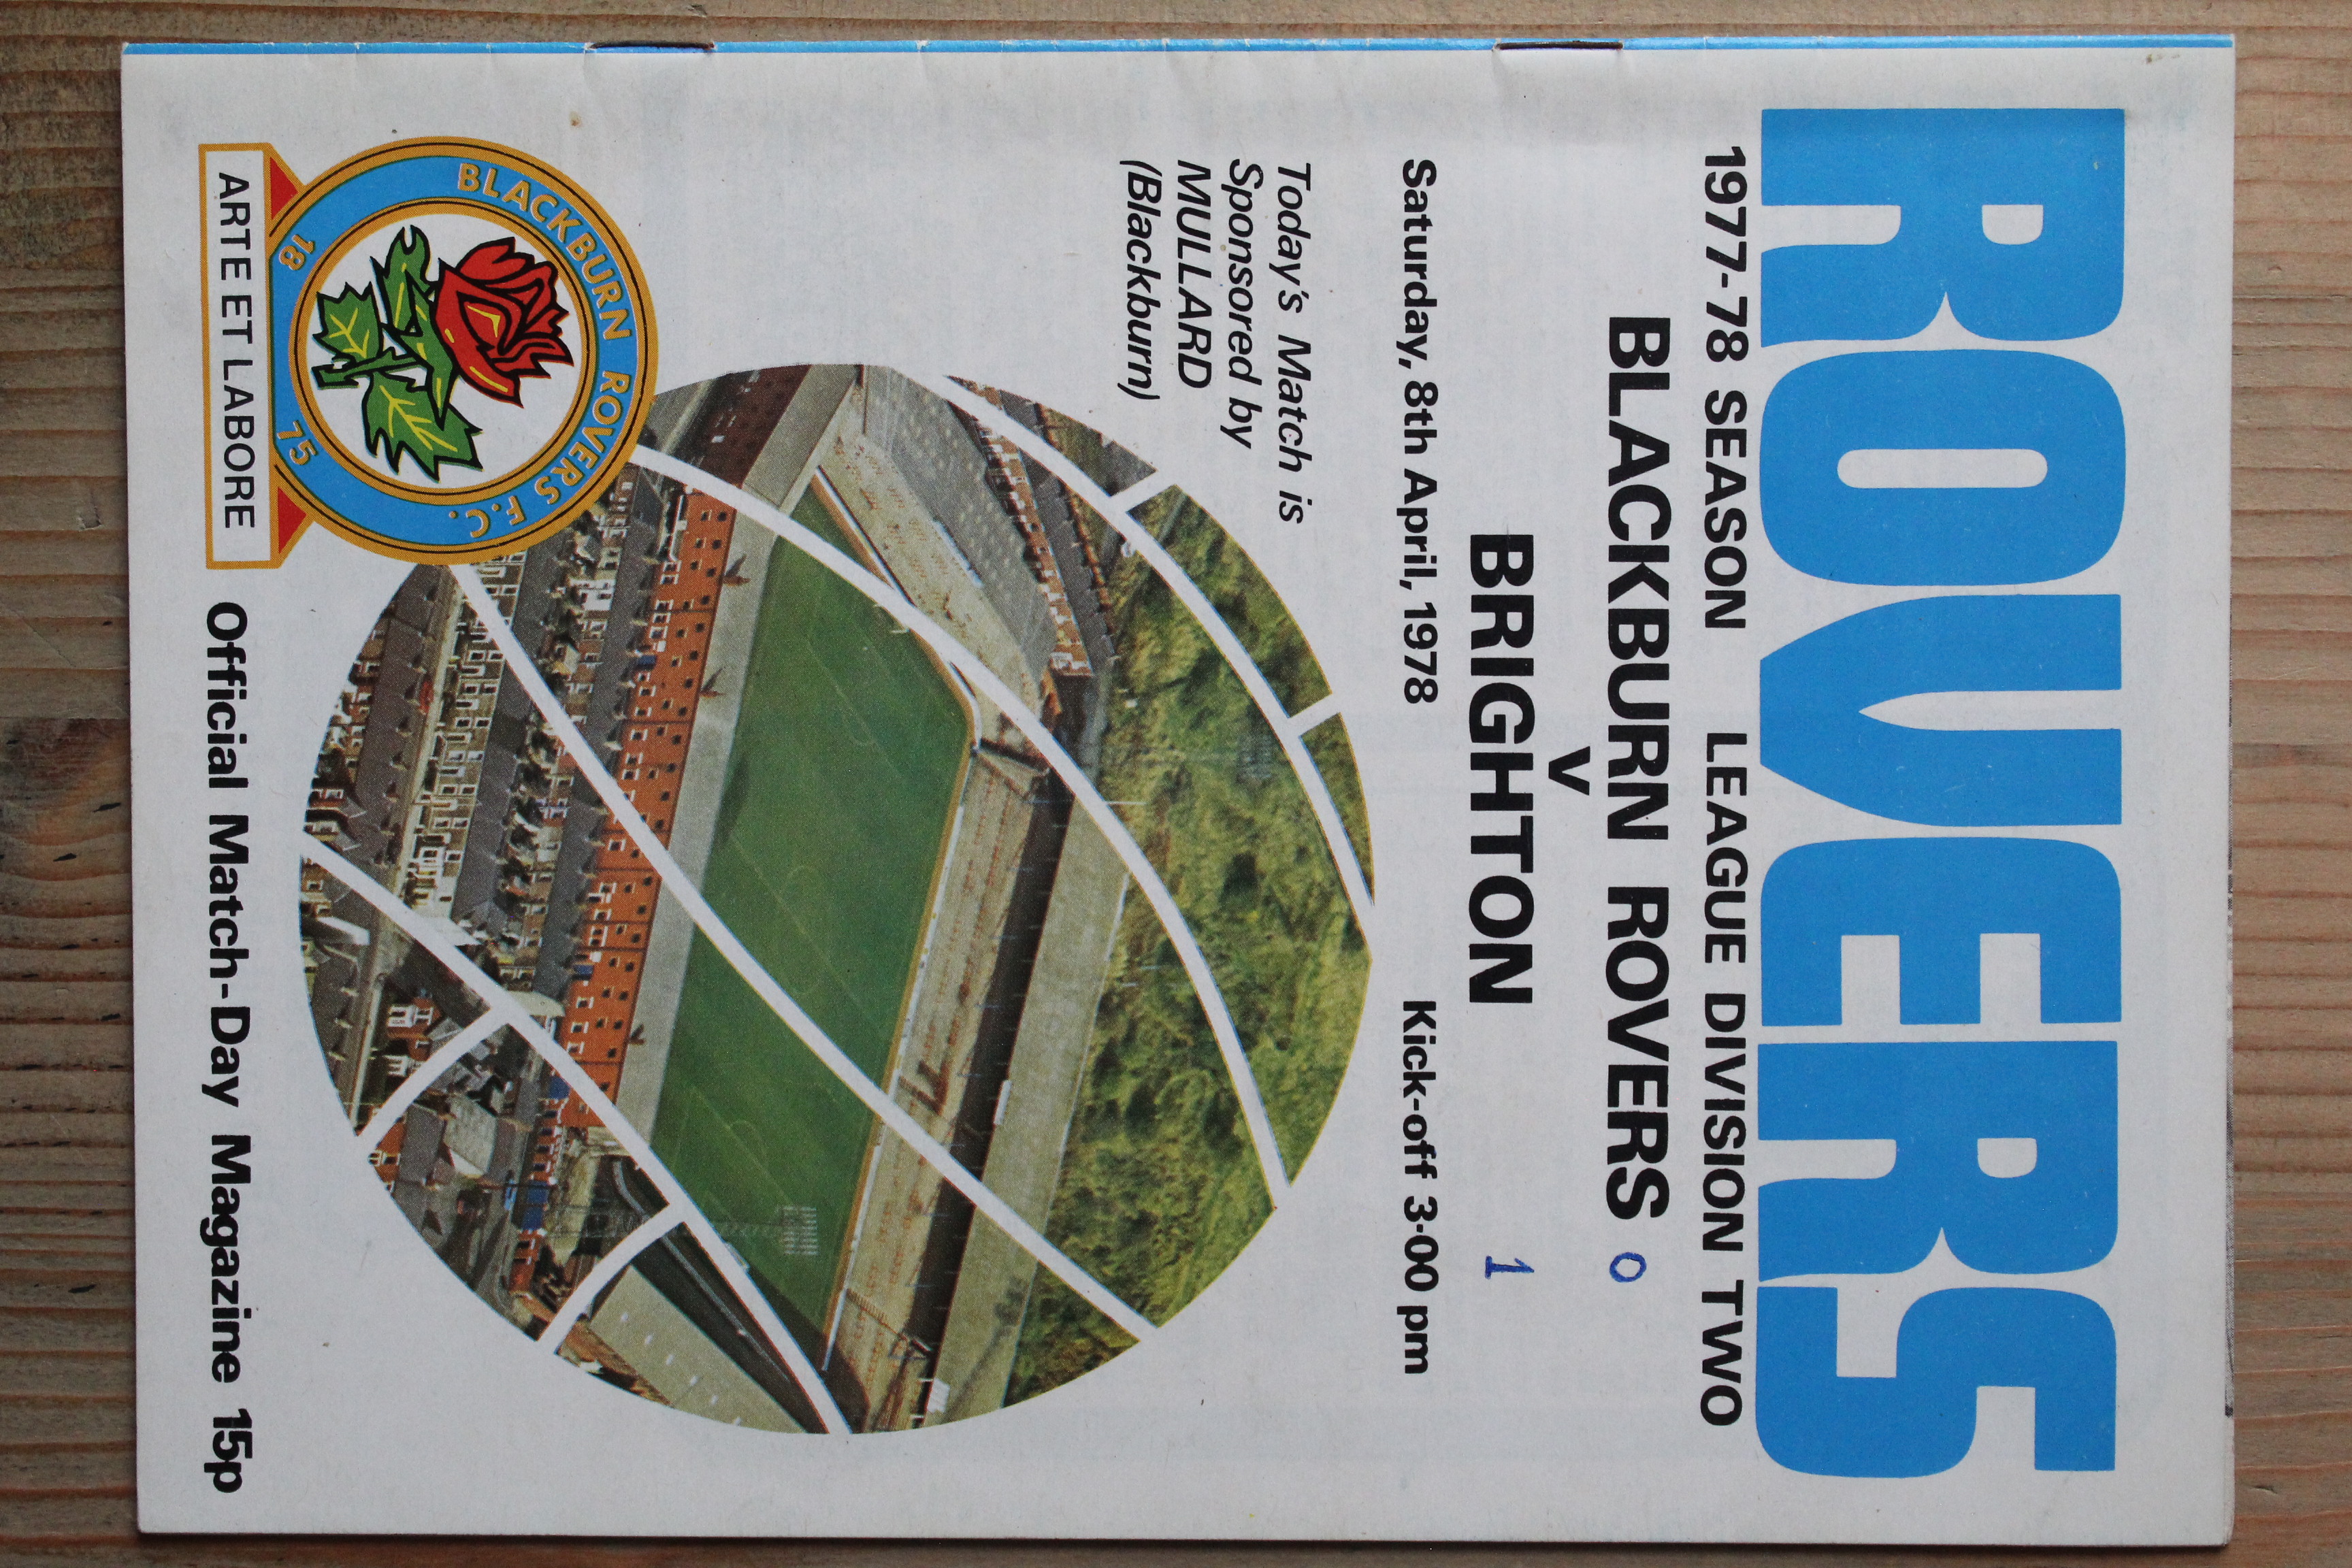 ROVERS
1977-78 SEASON LEAGUE DIVISION TWO
BLACKBURN ROVERS 0
V
BRIGHTON 1
Saturday, 8th April, 1978 Kick-off 3·00 pm
Today's Match is
Sponsored by
MULLARD
(Blackburn)
BLACKBURN ROVERS F.C.
18 75
ARTE ET LABORE
Official Match-Day Magazine 15p